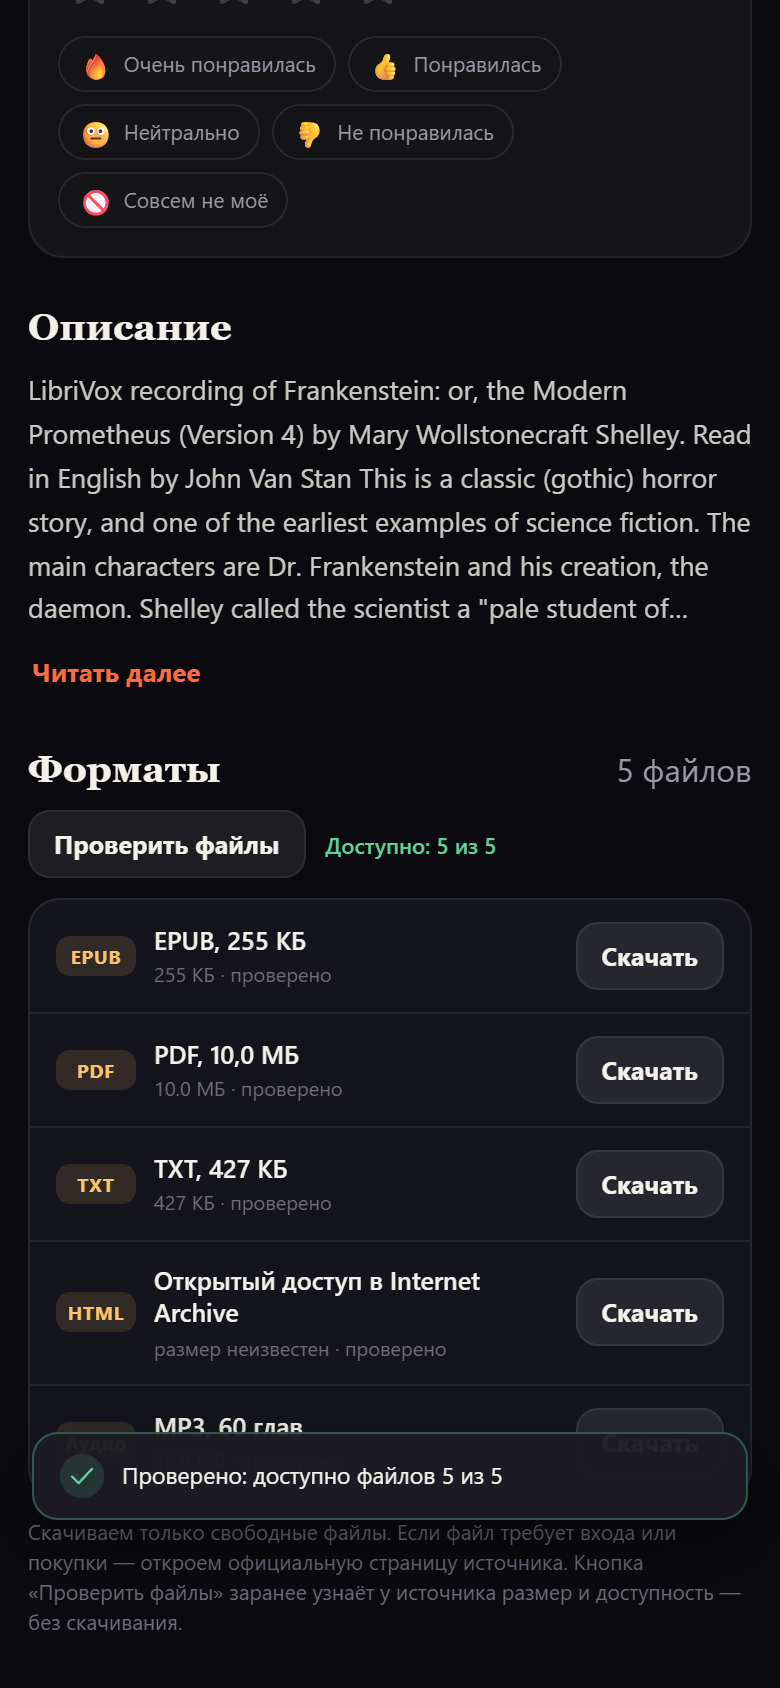 Очень понравилась
Понравилась
Нейтрально
Не понравилась
Совсем не моё
Описание
LibriVox recording of Frankenstein: or, the Modern
Prometheus (Version 4) by Mary Wollstonecraft Shelley. Read
in English by John Van Stan This is a classic (gothic) horror
story, and one of the earliest examples of science fiction. The
main characters are Dr. Frankenstein and his creation, the
daemon. Shelley called the scientist a "pale student of...
Читать далее
Форматы
5 файлов
Проверить файлы
Доступно: 5 из 5
EPUB
EPUB, 255 КБ
255 КБ · проверено
Скачать
PDF
PDF, 10,0 МБ
10.0 МБ · проверено
Скачать
TXT
TXT, 427 КБ
427 КБ · проверено
Скачать
HTML
Открытый доступ в Internet
Archive
размер неизвестен · проверено
Скачать
Аудио
MP3, 60 глав
Скачать
Проверено: доступно файлов 5 из 5
Скачиваем только свободные файлы. Если файл требует входа или
покупки — откроем официальную страницу источника. Кнопка
«Проверить файлы» заранее узнаёт у источника размер и доступность —
без скачивания.